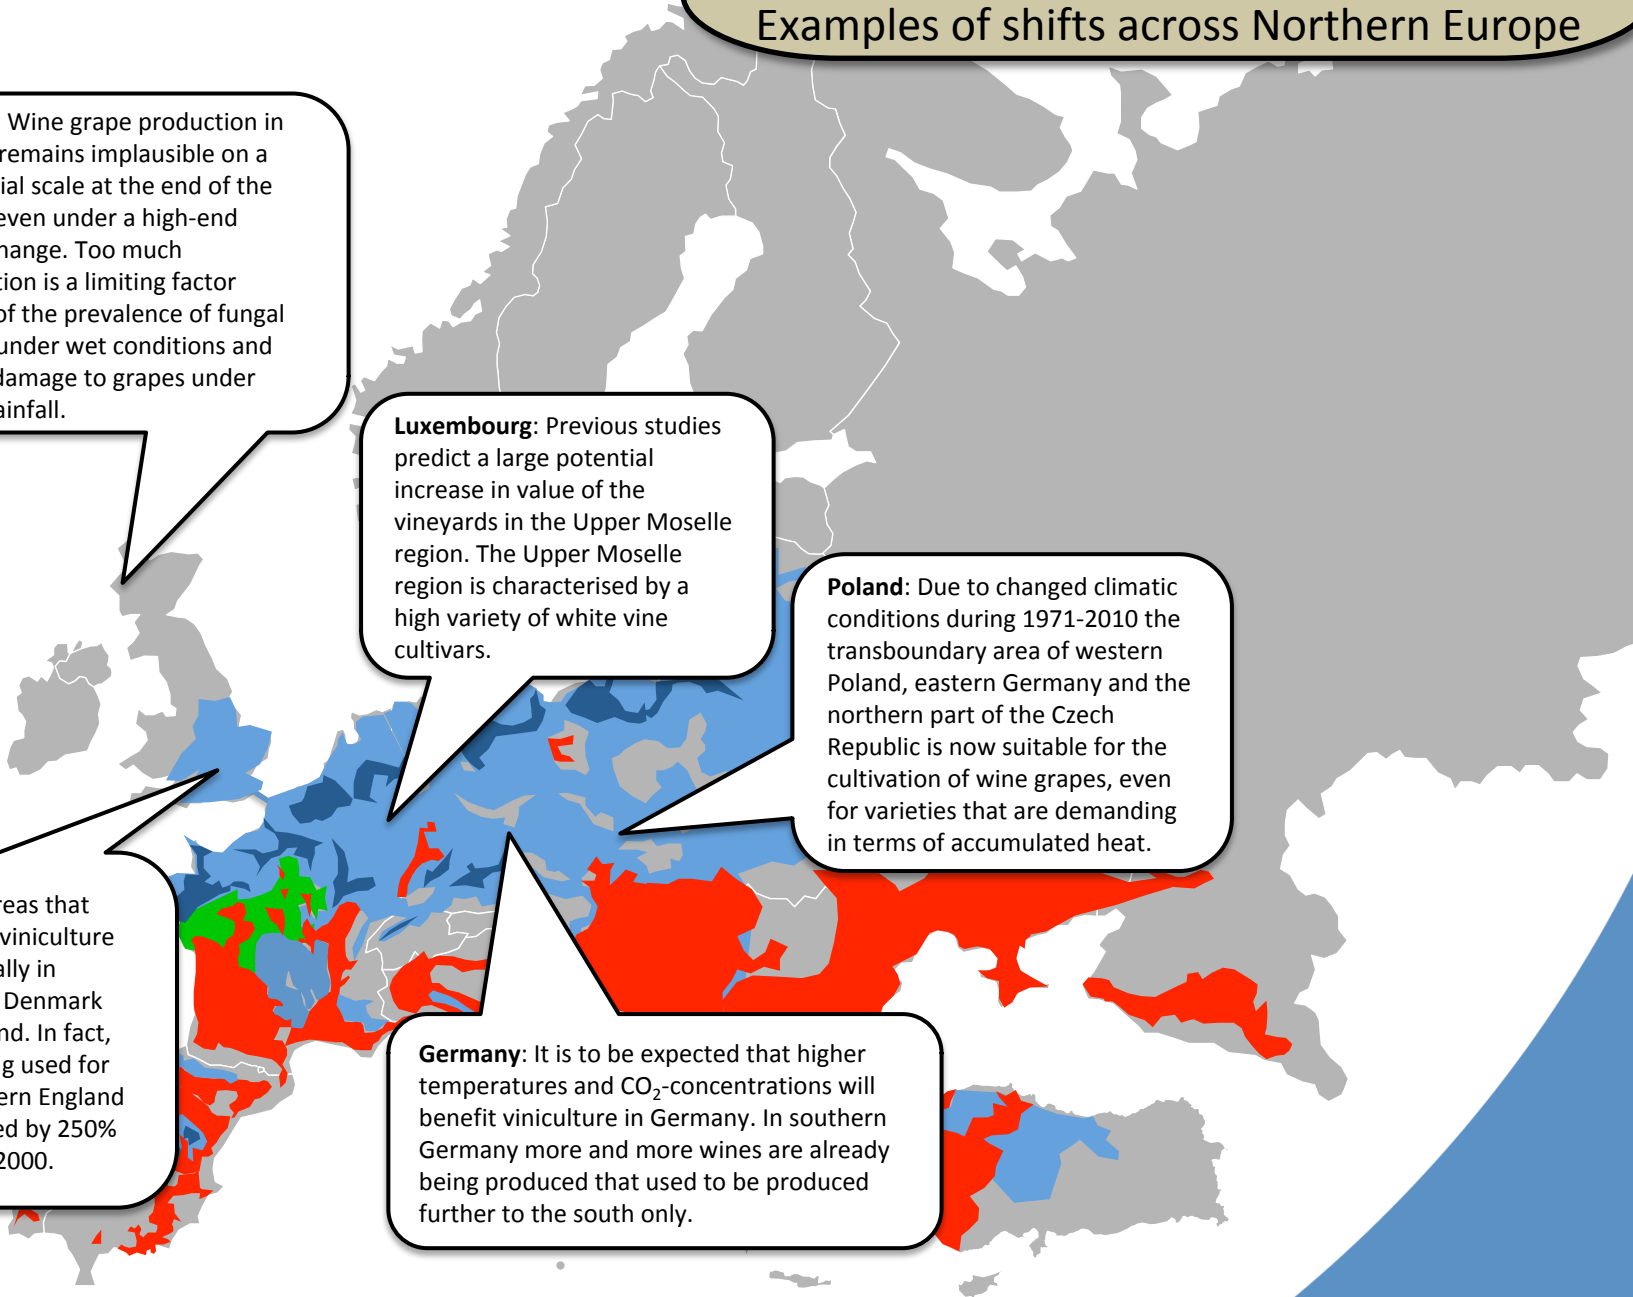 Examples of shifts across Northern Europe
Wine grape production in
remains implausible on a
ial scale at the end of the
even under a high-end
hange. Too much
tion is a limiting factor
of the prevalence of fungal
under wet conditions and
damage to grapes under
ainfall.
Luxembourg: Previous studies
predict a large potential
increase in value of the
vineyards in the Upper Moselle
region. The Upper Moselle
region is characterised by a
high variety of white vine
cultivars.
Poland: Due to changed climatic
conditions during 1971-2010 the
transboundary area of western
Poland, eastern Germany and the
northern part of the Czech
Republic is now suitable for the
cultivation of wine grapes, even
for varieties that are demanding
in terms of accumulated heat.
reas that
viniculture
ally in
Denmark
nd. In fact,
g used for
ern England
ed by 250%
2000.
Germany: It is to be expected that higher
temperatures and CO₂-concentrations will
benefit viniculture in Germany. In southern
Germany more and more wines are already
being produced that used to be produced
further to the south only.